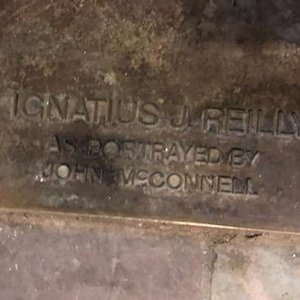 IGNATIUS J. REILLY
AS PORTRAYED BY
JOHN McCONNELL